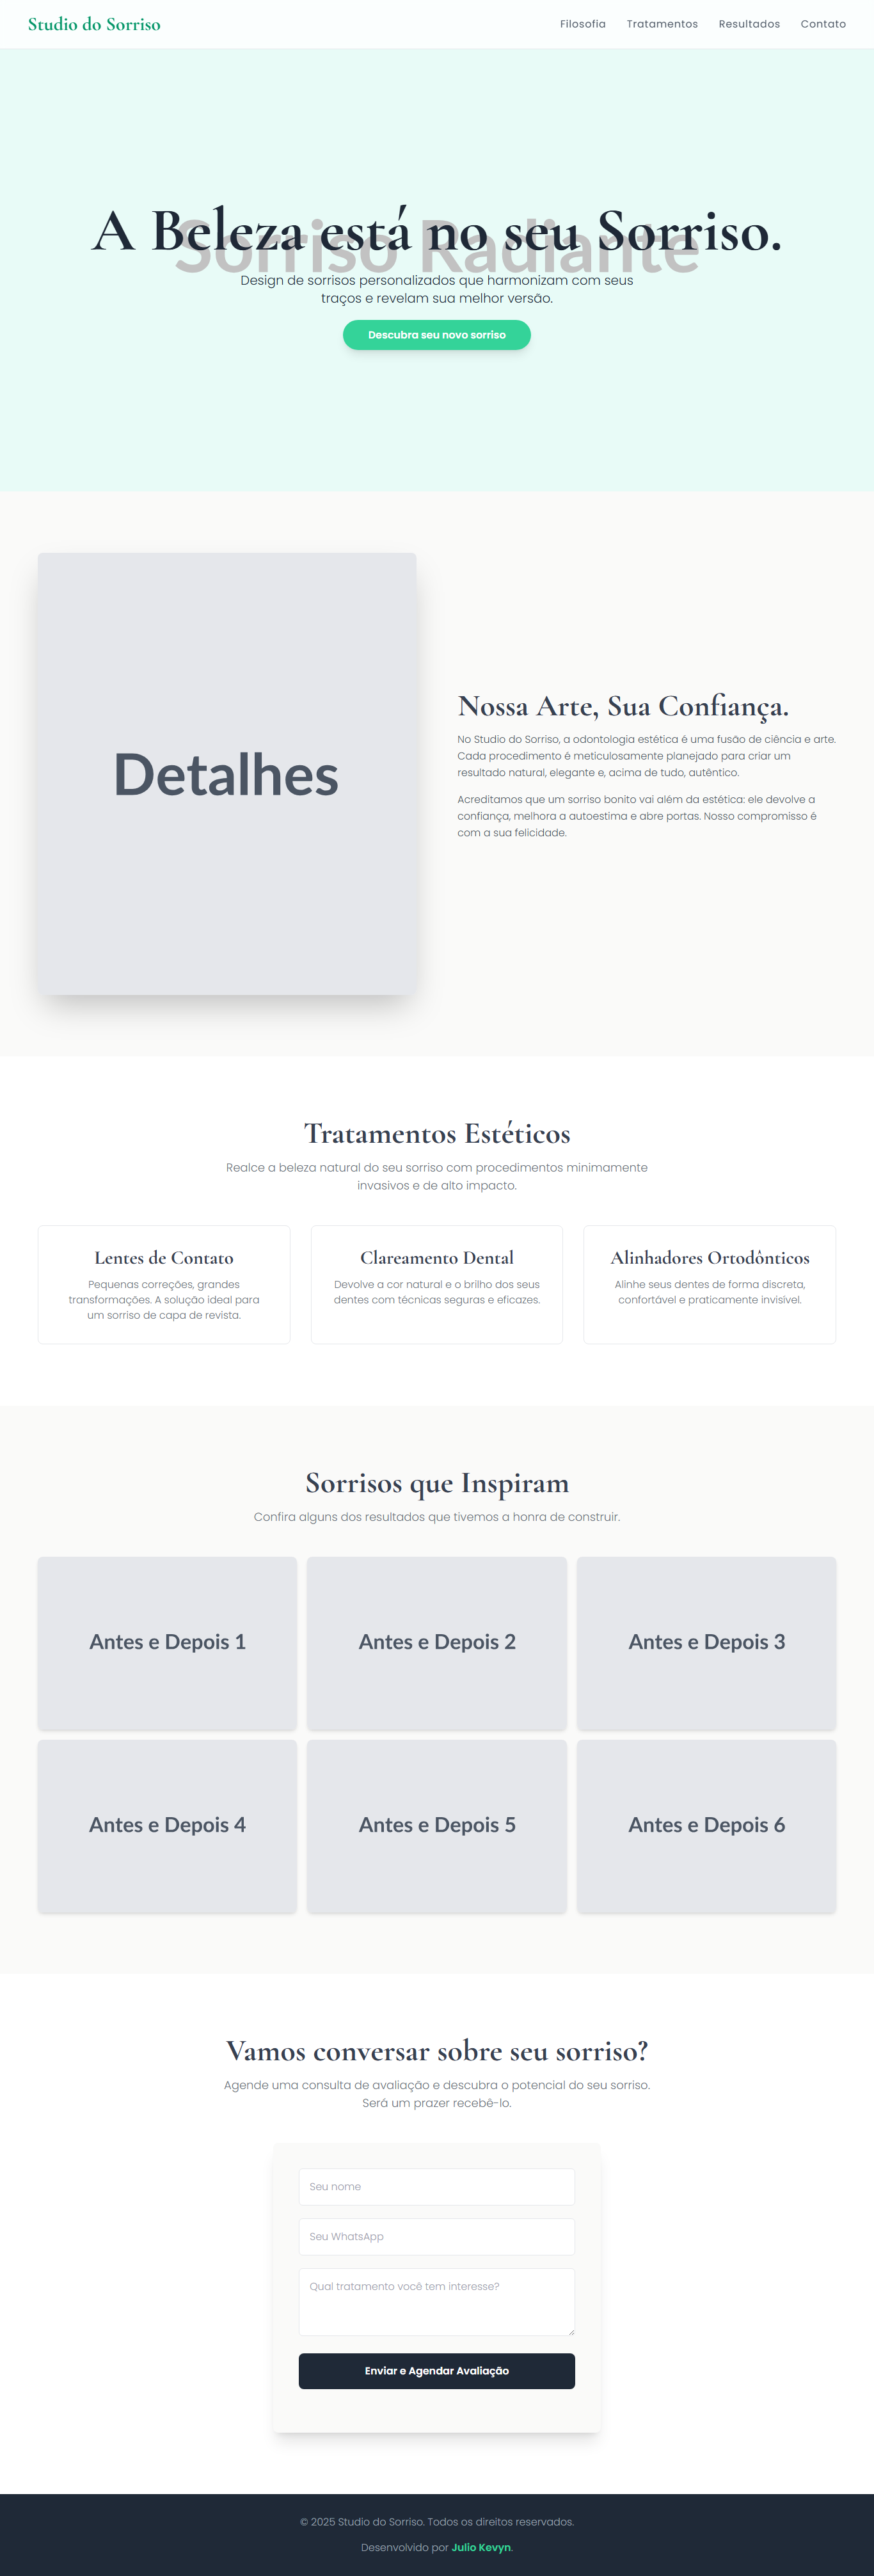 Studio do Sorriso
Filosofia Tratamentos Resultados Contato
Sorriso Radiante
A Beleza está no seu Sorriso.
Design de sorrisos personalizados que harmonizam com seus
traços e revelam sua melhor versão.
Descubra seu novo sorriso
Detalhes
Nossa Arte, Sua Confiança.
No Studio do Sorriso, a odontologia estética é uma fusão de ciência e arte.
Cada procedimento é meticulosamente planejado para criar um
resultado natural, elegante e, acima de tudo, autêntico.
Acreditamos que um sorriso bonito vai além da estética: ele devolve a
confiança, melhora a autoestima e abre portas. Nosso compromisso é
com a sua felicidade.
Tratamentos Estéticos
Realce a beleza natural do seu sorriso com procedimentos minimamente
invasivos e de alto impacto.
Lentes de Contato
Pequenas correções, grandes
transformações. A solução ideal para
um sorriso de capa de revista.
Clareamento Dental
Devolve a cor natural e o brilho dos seus
dentes com técnicas seguras e eficazes.
Alinhadores Ortodônticos
Alinhe seus dentes de forma discreta,
confortável e praticamente invisível.
Sorrisos que Inspiram
Confira alguns dos resultados que tivemos a honra de construir.
Antes e Depois 1
Antes e Depois 2
Antes e Depois 3
Antes e Depois 4
Antes e Depois 5
Antes e Depois 6
Vamos conversar sobre seu sorriso?
Agende uma consulta de avaliação e descubra o potencial do seu sorriso.
Será um prazer recebê-lo.
Seu nome
Seu WhatsApp
Qual tratamento você tem interesse?
Enviar e Agendar Avaliação
© 2025 Studio do Sorriso. Todos os direitos reservados.
Desenvolvido por Julio Kevyn.